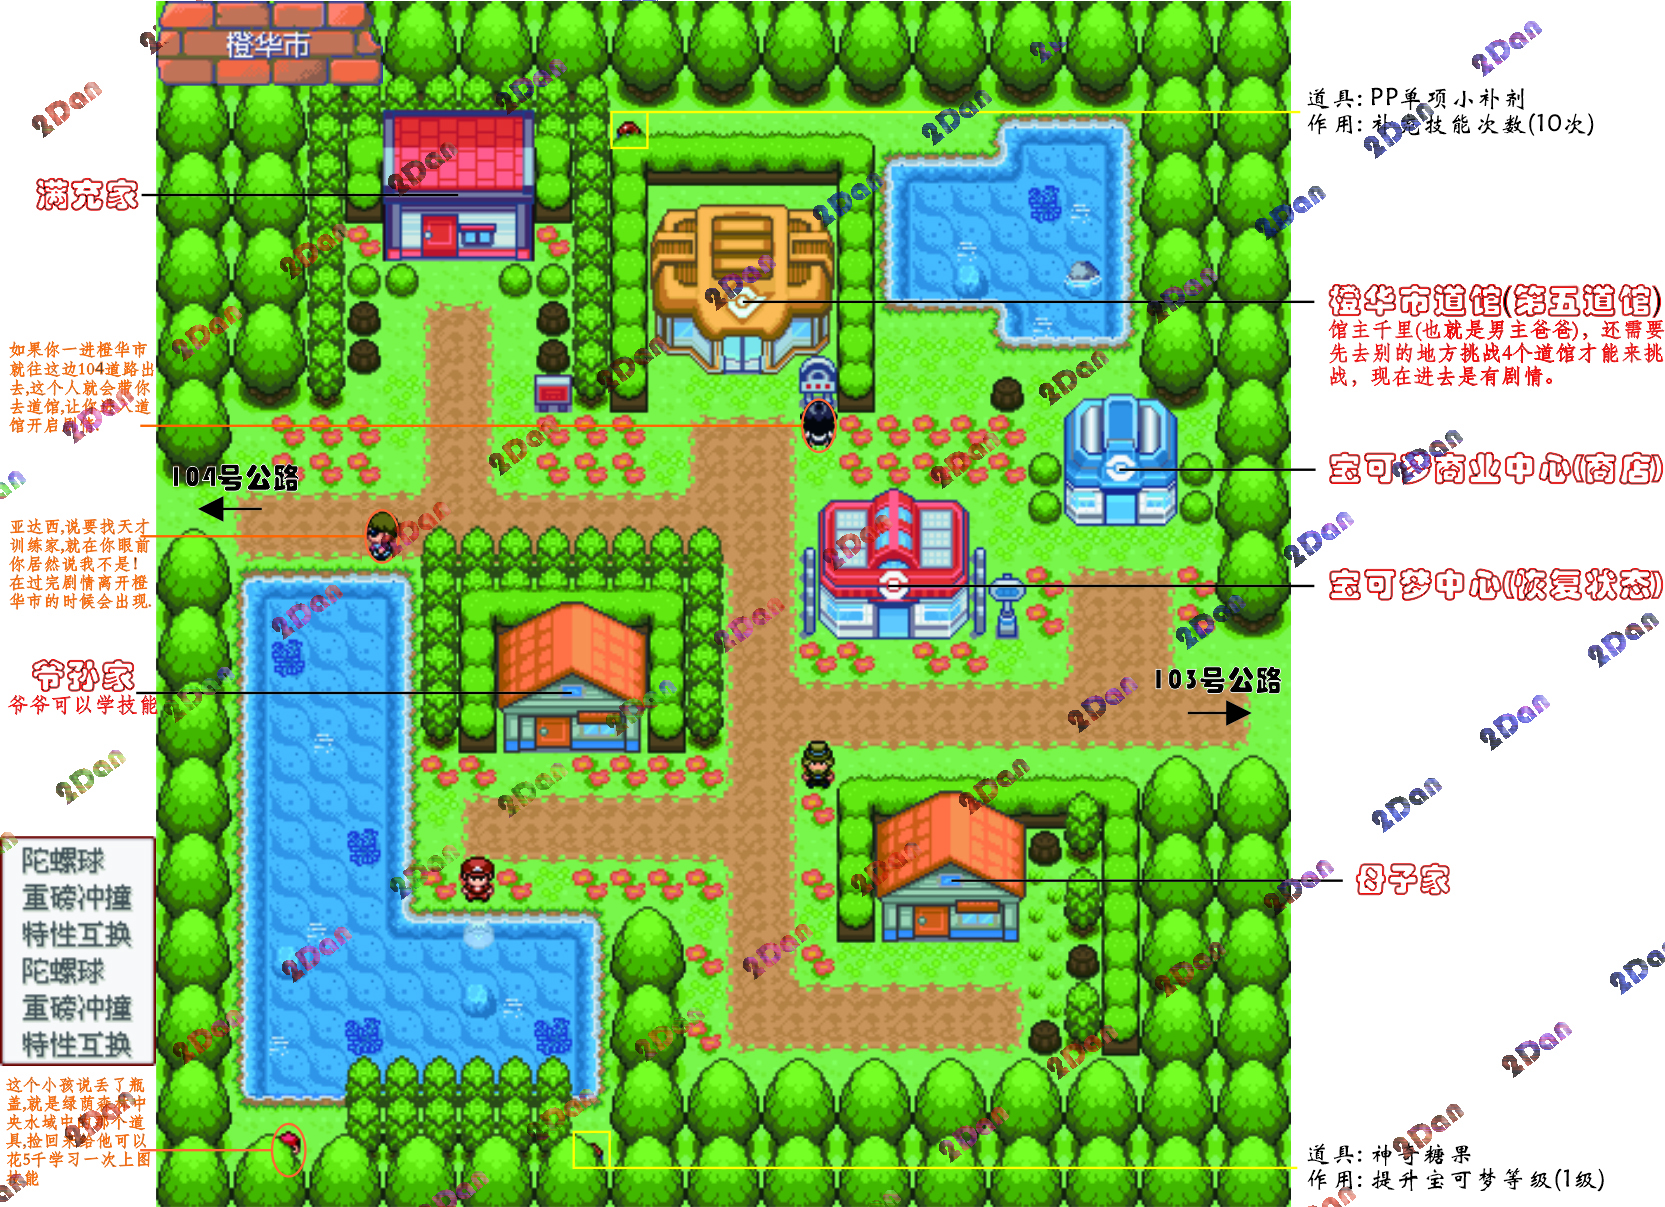 橙华市
道具：PP单项小补剂
作用：补充技能次数(10次)
满充家
橙华市道馆(第五道馆)
馆主千里(也就是男主爸爸)，还需要
先去别的地方挑战4个道馆才能来挑
战，现在进去是有剧情。
如果你一进橙华市
就往这边104道路出
去,这个人就会带你
去道馆,让你进入道
馆开启
104号公路
宝可梦商业中心(商店)
亚达西,说要找天才
训练家,就在你眼前
你居然说我不是!
在过完剧情离开橙
华市的时候会出现.
宝可梦中心(恢复状态)
爷孙家
爷爷可以学技能
103号公路
母子家
陀螺球
重磅冲撞
特性互换
陀螺球
重磅冲撞
特性互换
这个小孩说丢了瓶
盖,就是绿荫森林中
央水域中的那个道
具,捡回来给他可以
花5千学习一次上图
技能
道具：神奇糖果
作用：提升宝可梦等级(1级)
2Dan